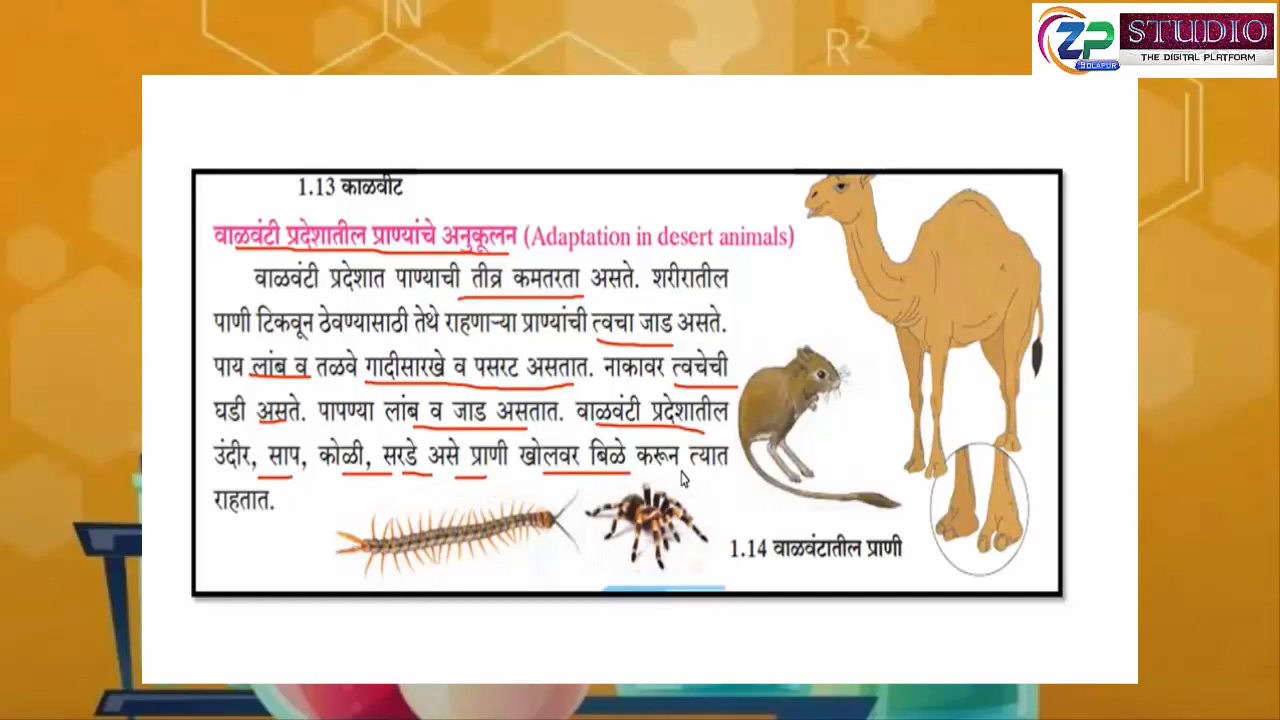 N
R²
ZP
STUDIO
SOLAPUR
THE DIGITAL PLATFORM
1.13 काळवीट
वाळवंटी प्रदेशातील प्राण्यांचे अनुकूलन (Adaptation in desert animals)
वाळवंटी प्रदेशात पाण्याची तीव्र कमतरता असते. शरीरातील
पाणी टिकवून ठेवण्यासाठी तेथे राहणाऱ्या प्राण्यांची त्वचा जाड असते.
पाय लांब व तळवे गादीसारखे व पसरट असतात. नाकावर त्वचेची
घडी असते. पापण्या लांब व जाड असतात. वाळवंटी प्रदेशातील
उंदीर, साप, कोळी, सरडे असे प्राणी खोलवर बिळे करून त्यात
राहतात.
1.14 वाळवंटातील प्राणी